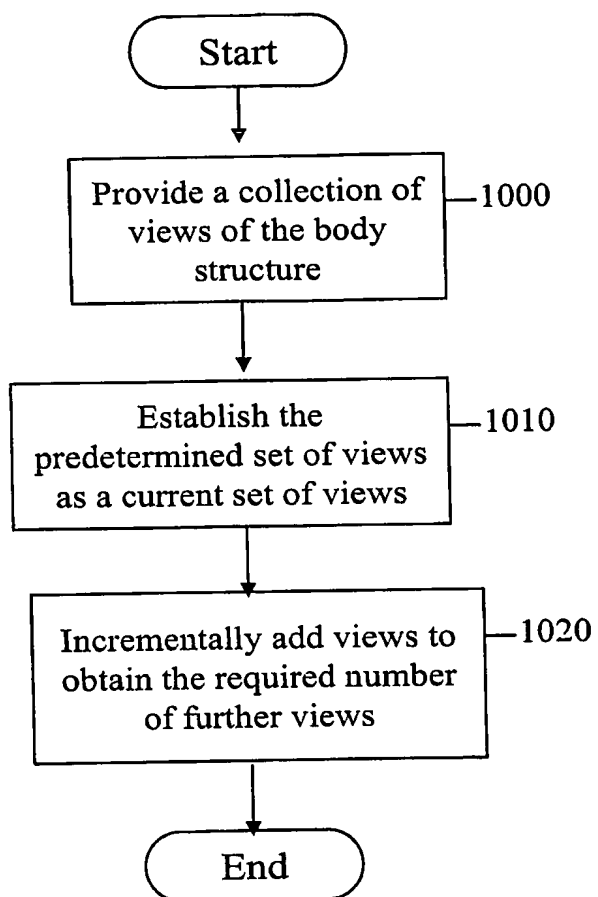 Start
Provide a collection of
views of the body
structure
1000
Establish the
predetermined set of views
as a current set of views
1010
Incrementally add views to
obtain the required number
of further views
1020
End